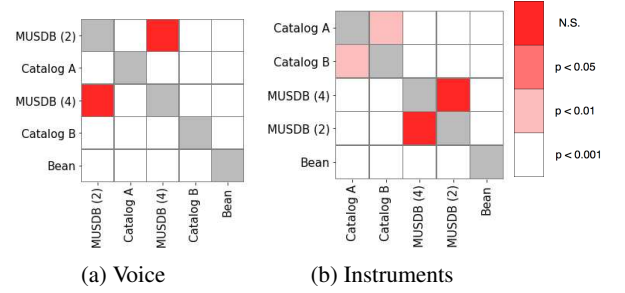 MUSDB (2)
Catalog A
MUSDB (4)
Catalog B
Bean
MUSDB (2)
Catalog A
MUSDB (4)
Catalog B
Bean
(a) Voice
Catalog A
Catalog B
MUSDB (4)
MUSDB (2)
Bean
Catalog A
Catalog B
MUSDB (4)
MUSDB (2)
Bean
(b) Instruments
N.S.
p < 0.05
p < 0.01
p < 0.001